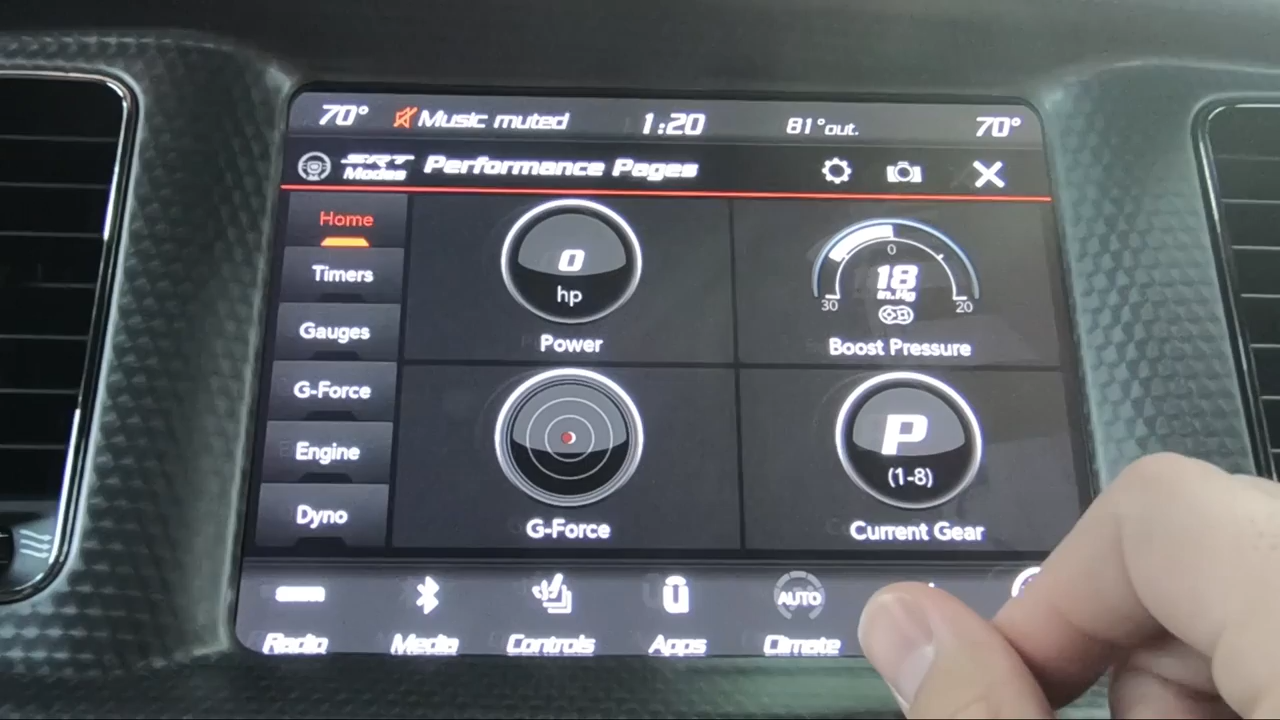 70° Music muted 1:20 81°out. 70°
SRT Modes Performance Pages
Home
Timers
Gauges
G-Force
Engine
Dyno
0
hp
Power
0
18
in.Hg
30 20
Boost Pressure
G-Force
P
(1-8)
Current Gear
AUTO
Radio Media Controls Apps Climate